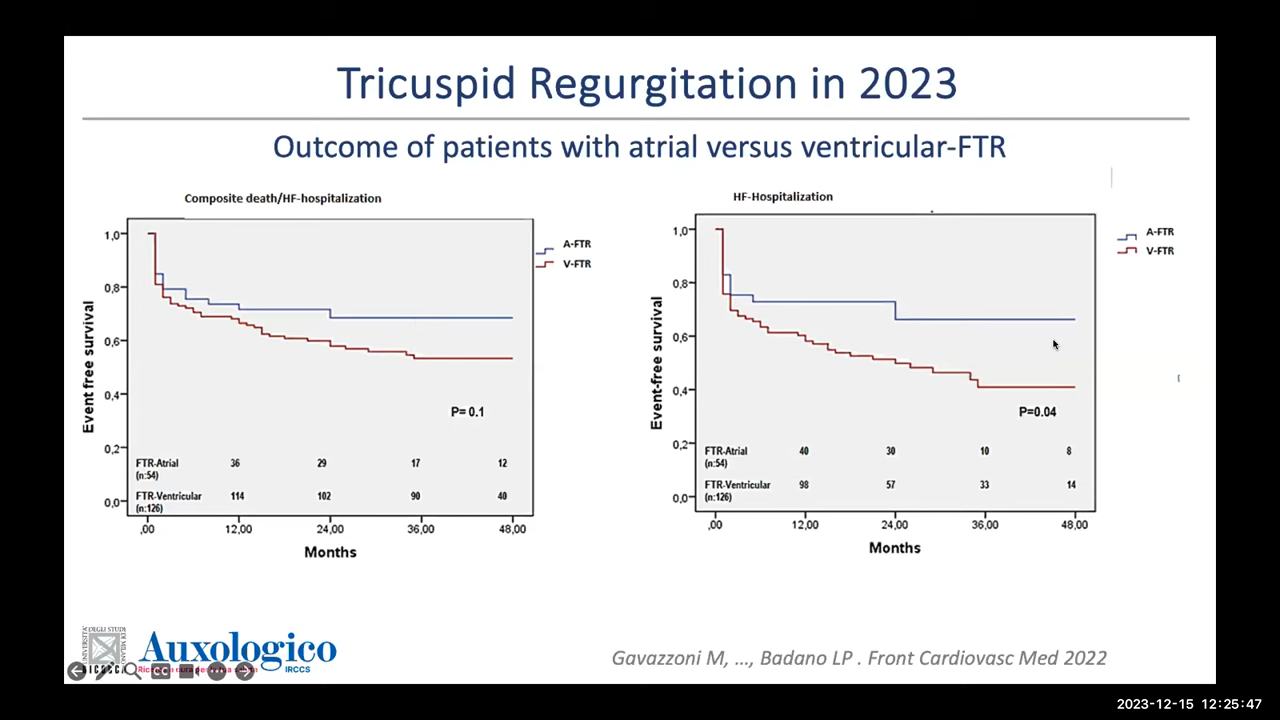 Tricuspid Regurgitation in 2023
Outcome of patients with atrial versus ventricular-FTR
Composite death/HF-hospitalization
Event free survival
1,0
0,8
0,6
0,4
0,2
0,0
A-FTR
V-FTR
P= 0.1
FTR-Atrial 36 29 17 12
(n:54)
FTR-Ventricular 114 102 90 40
(n:126)
,00 12,00 24,00 36,00 48,00
Months
HF-Hospitalization
Event-free survival
1,0
0,8
0,6
0,4
0,2
0,0
A-FTR
V-FTR
P=0.04
FTR-Atrial 40 30 10 8
(n:54)
FTR-Ventricular 98 57 33 14
(n:126)
,00 12,00 24,00 36,00 48,00
Months
Auxologico
IRCCS
CC
Gavazzoni M, ..., Badano LP . Front Cardiovasc Med 2022
2023-12-15 12:25:47